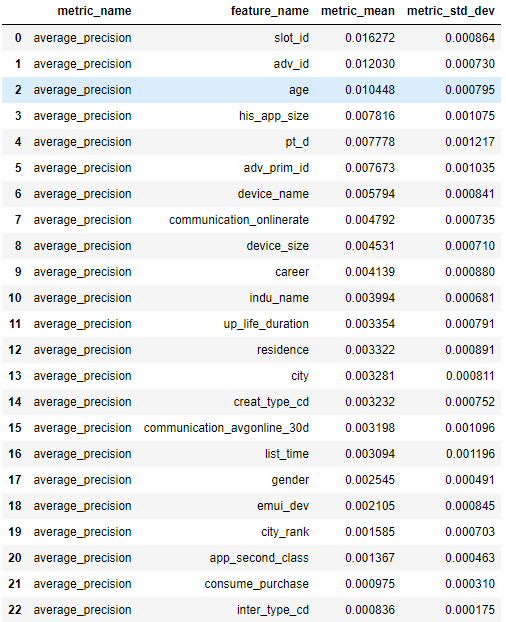 metric_name feature_name metric_mean metric_std_dev
0 average_precision slot_id 0.016272 0.000864
1 average_precision adv_id 0.012030 0.000730
2 average_precision age 0.010448 0.000795
3 average_precision his_app_size 0.007816 0.001075
4 average_precision pt_d 0.007778 0.001217
5 average_precision adv_prim_id 0.007673 0.001035
6 average_precision device_name 0.005794 0.000841
7 average_precision communication_onlinerate 0.004792 0.000735
8 average_precision device_size 0.004531 0.000710
9 average_precision career 0.004139 0.000880
10 average_precision indu_name 0.003994 0.000681
11 average_precision up_life_duration 0.003354 0.000791
12 average_precision residence 0.003322 0.000891
13 average_precision city 0.003281 0.000811
14 average_precision creat_type_cd 0.003232 0.000752
15 average_precision communication_avgonline_30d 0.003198 0.001096
16 average_precision list_time 0.003094 0.001196
17 average_precision gender 0.002545 0.000491
18 average_precision emui_dev 0.002105 0.000845
19 average_precision city_rank 0.001585 0.000703
20 average_precision app_second_class 0.001367 0.000463
21 average_precision consume_purchase 0.000975 0.000310
22 average_precision inter_type_cd 0.000836 0.000175